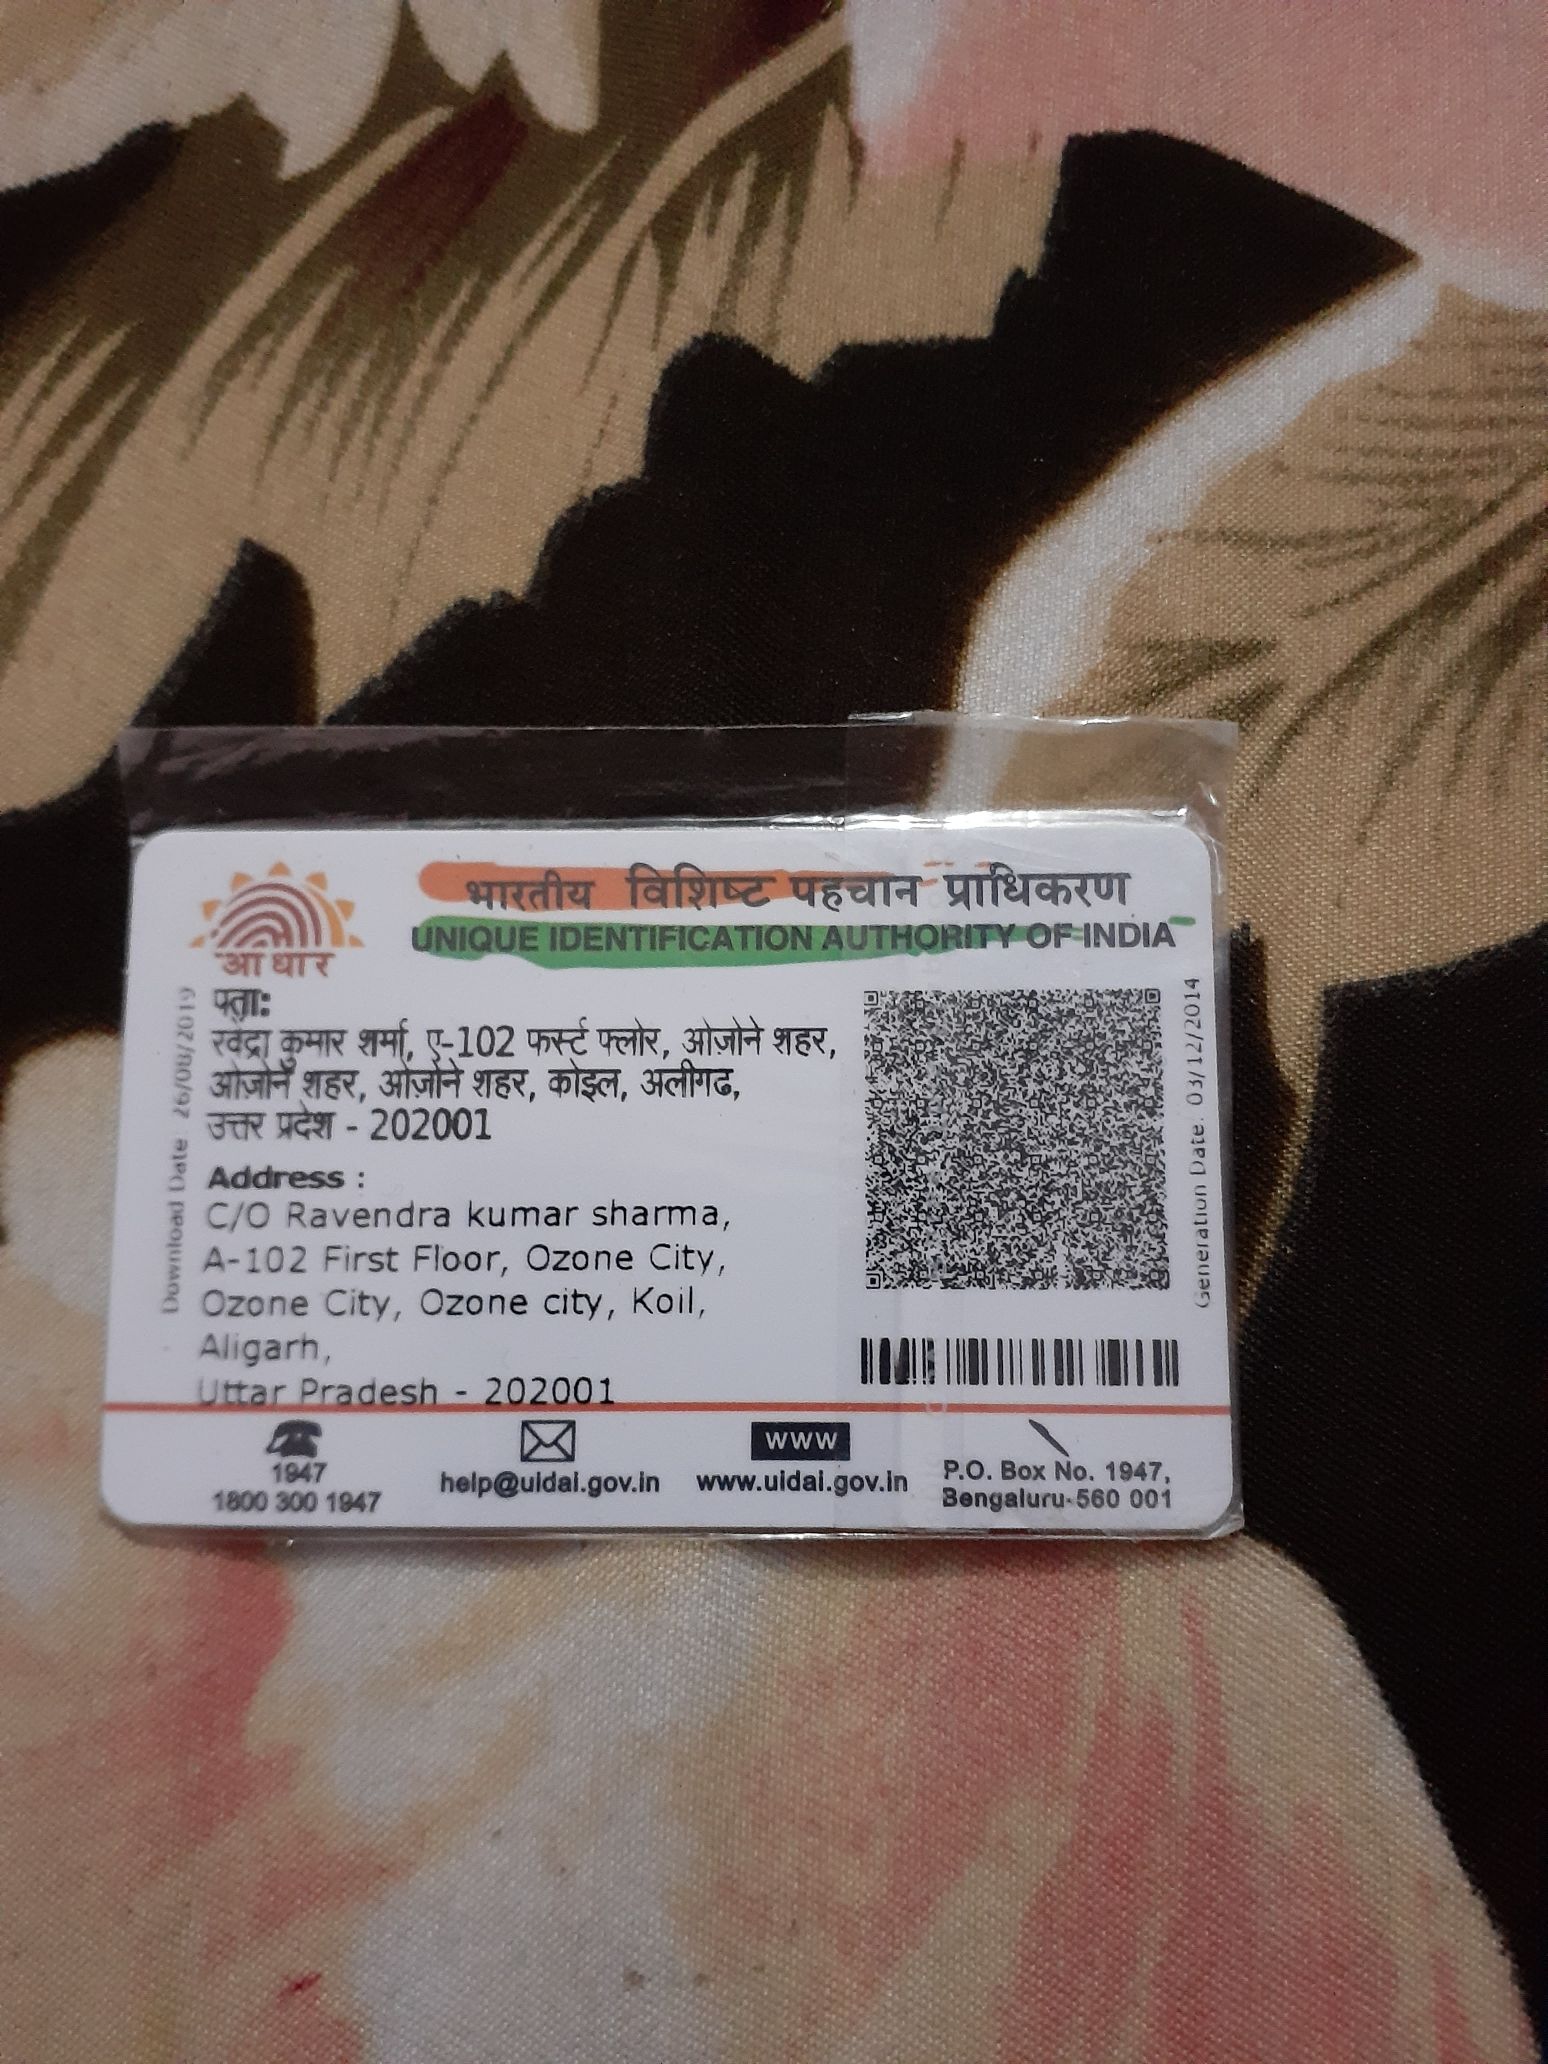 आधार
भारतीय विशिष्ट पहचान प्राधिकरण
UNIQUE IDENTIFICATION AUTHORITY OF INDIA
Download Date: 26/08/2019
पता:
रवेंद्रा कुमार शर्मा, ए-102 फर्स्ट फ्लोर, ओज़ोने शहर,
ओज़ोने शहर, ओज़ोने शहर, कोइल, अलीगढ,
उत्तर प्रदेश - 202001
Address :
C/O Ravendra kumar sharma,
A-102 First Floor, Ozone City,
Ozone City, Ozone city, Koil,
Aligarh,
Uttar Pradesh - 202001
Generation Date: 03/12/2014
1947
1800 300 1947
help@uidai.gov.in
www
www.uidai.gov.in
P.O. Box No. 1947,
Bengaluru-560 001